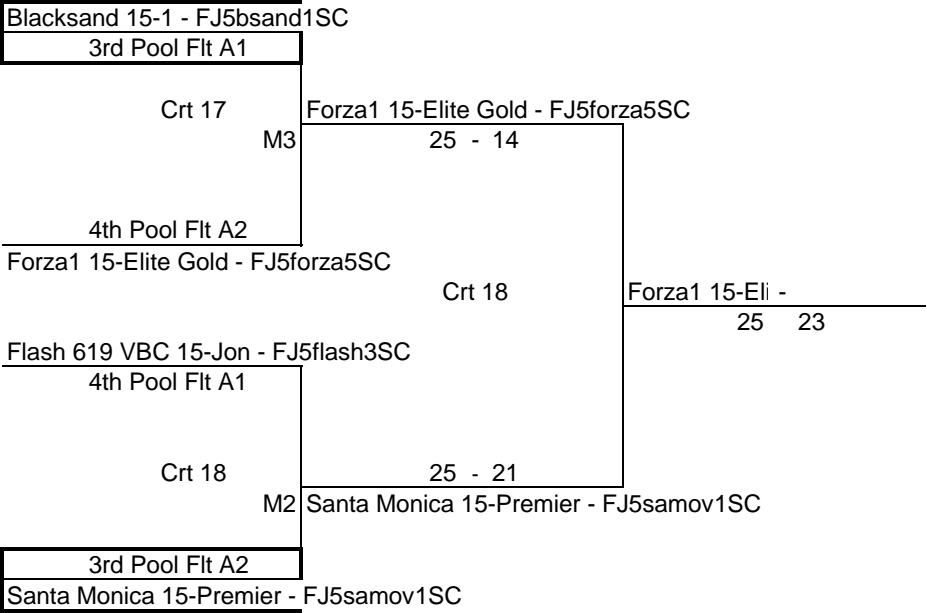 Blacksand 15-1 - FJ5bsand1SC
3rd Pool Flt A1
Crt 17
Forza1 15-Elite Gold - FJ5forza5SC
M3
25 - 14
4th Pool Flt A2
Forza1 15-Elite Gold - FJ5forza5SC
Crt 18
Forza1 15-Eli -
25 23
Flash 619 VBC 15-Jon - FJ5flash3SC
4th Pool Flt A1
Crt 18
25 - 21
M2
Santa Monica 15-Premier - FJ5samov1SC
3rd Pool Flt A2
Santa Monica 15-Premier - FJ5samov1SC